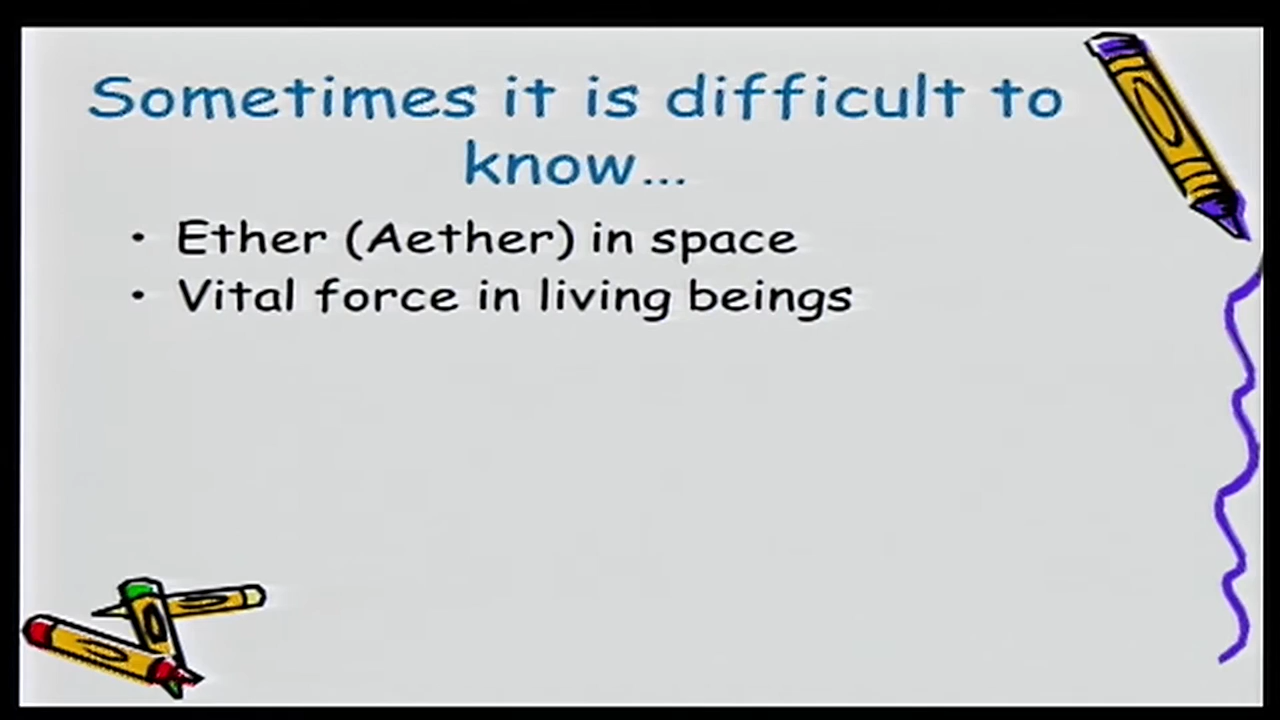 Sometimes it is difficult to
know...
• Ether (Aether) in space
• Vital force in living beings